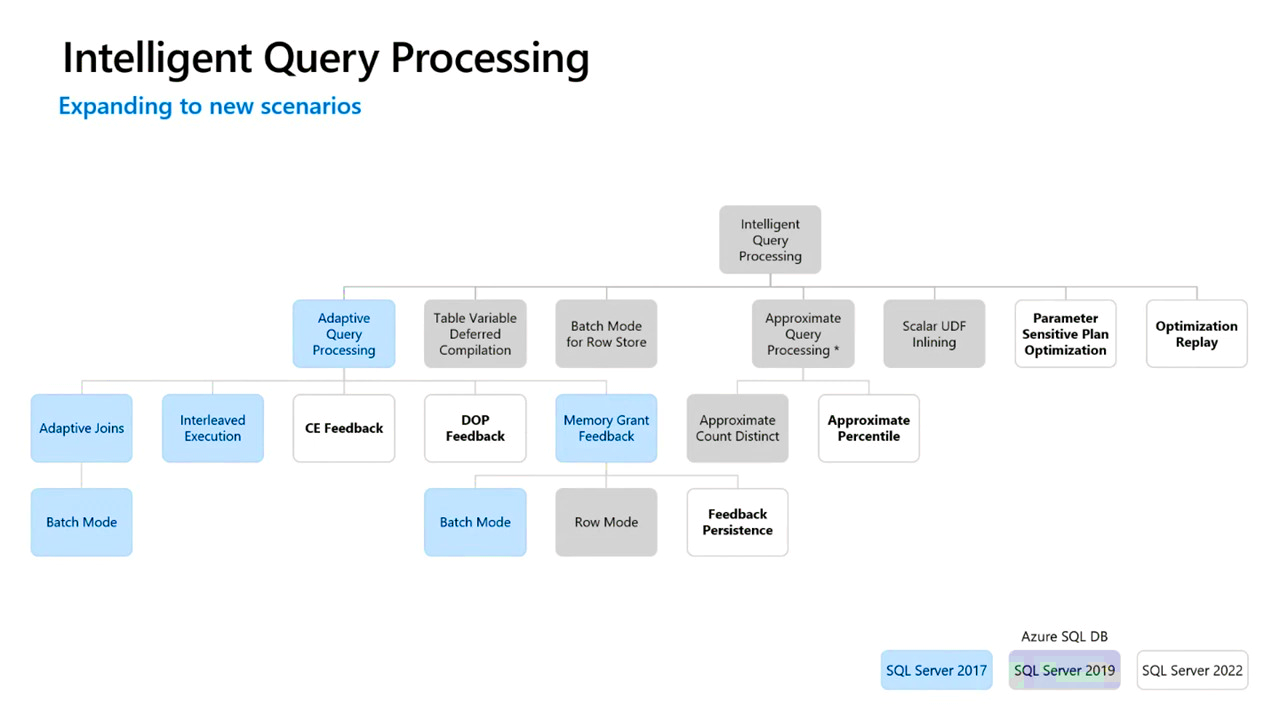 Intelligent Query Processing
Expanding to new scenarios
Intelligent
Query
Processing
Adaptive
Query
Processing
Table Variable
Deferred
Compilation
Batch Mode
for Row Store
Approximate
Query
Processing *
Scalar UDF
Inlining
Parameter
Sensitive Plan
Optimization
Optimization
Replay
Adaptive Joins
Interleaved
Execution
CE Feedback
DOP
Feedback
Memory Grant
Feedback
Approximate
Count Distinct
Approximate
Percentile
Batch Mode
Batch Mode
Row Mode
Feedback
Persistence
Azure SQL DB
SQL Server 2017
SQL Server 2019
SQL Server 2022